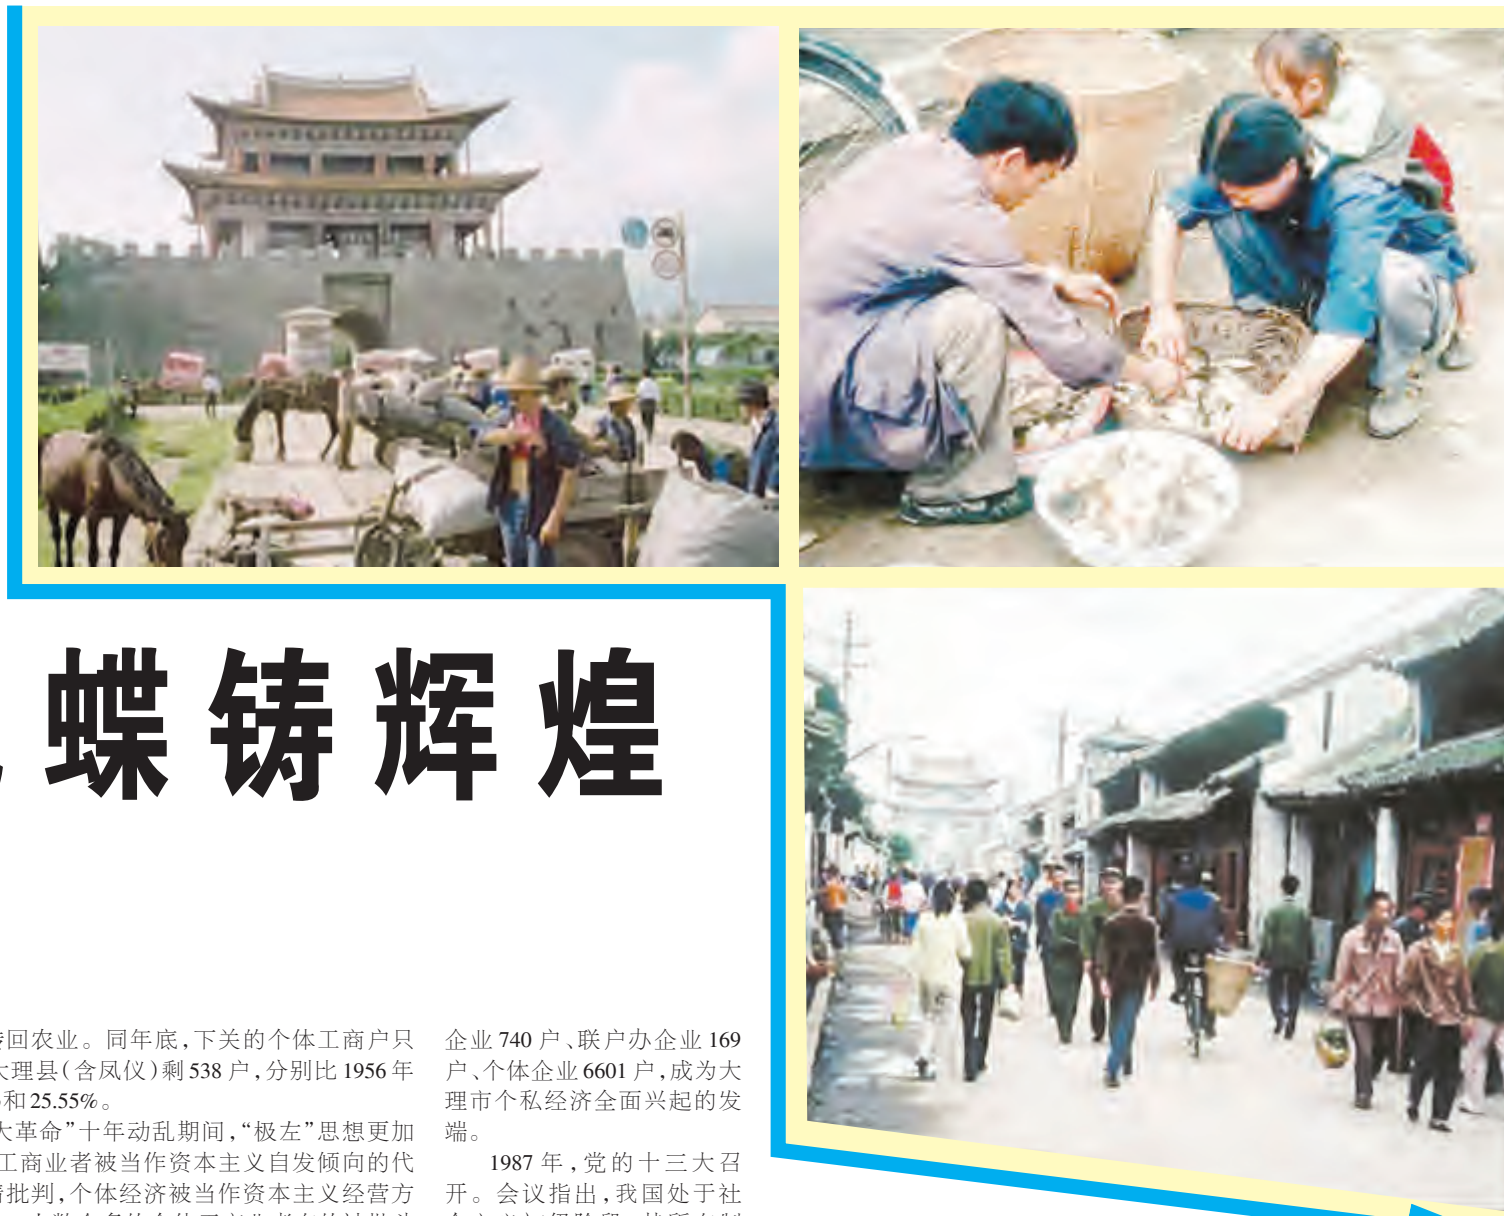 蝶铸辉煌
回农业。同年底，下关的个体工商户只
大理县（含凤仪）剩538户，分别比1956年
和25.55%。
大革命”十年动乱期间，“极左”思想更加
工商业者被当作资本主义自发倾向的代
批判，个体经济被当作资本主义经营方
企业740户、联户办企业169
户、个体企业6601户，成为大
理市个私经济全面兴起的发
端。
1987年，党的十三大召
开。会议指出，我国处于社